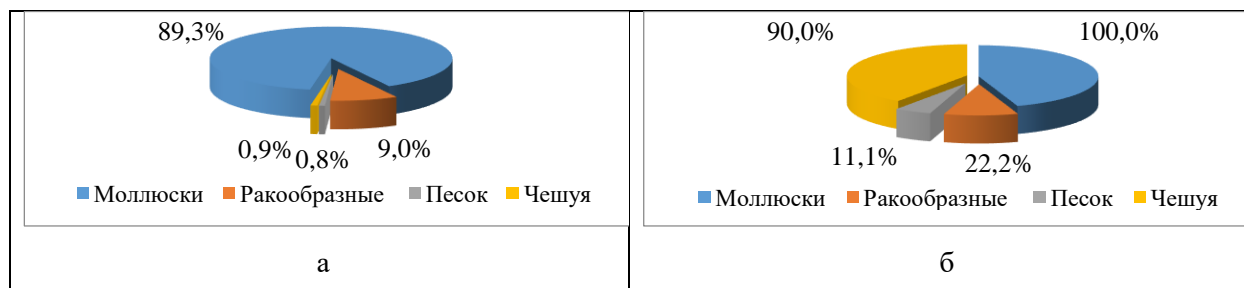 89,3%
0,9%
0,8%
9,0%
Моллюски Ракообразные Песок Чешуя
а
90,0%
100,0%
11,1%
22,2%
Моллюски Ракообразные Песок Чешуя
б